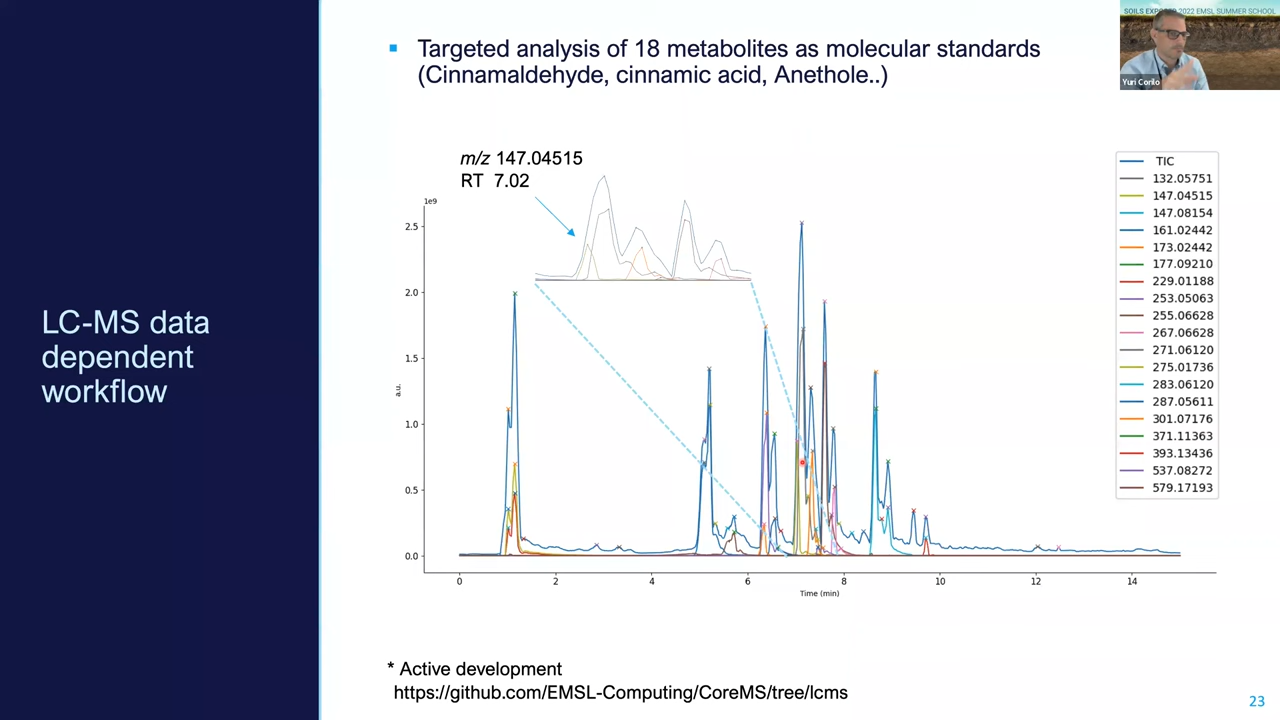 SOILS EXPOSED 2022 EMSL SUMMER SCHOOL
Yuri Corilo
▪ Targeted analysis of 18 metabolites as molecular standards
(Cinnamaldehyde, cinnamic acid, Anethole..)
LC-MS data
dependent
workflow
m/z 147.04515
RT 7.02
1e9
2.5
2.0
1.5
1.0
0.5
0.0
a.u.
0 2 4 6 8 10 12 14
Time (min)
TIC
132.05751
147.04515
147.08154
161.02442
173.02442
177.09210
229.01188
253.05063
255.06628
267.06628
271.06120
275.01736
283.06120
287.05611
301.07176
371.11363
393.13436
537.08272
579.17193
* Active development
https://github.com/EMSL-Computing/CoreMS/tree/lcms
23